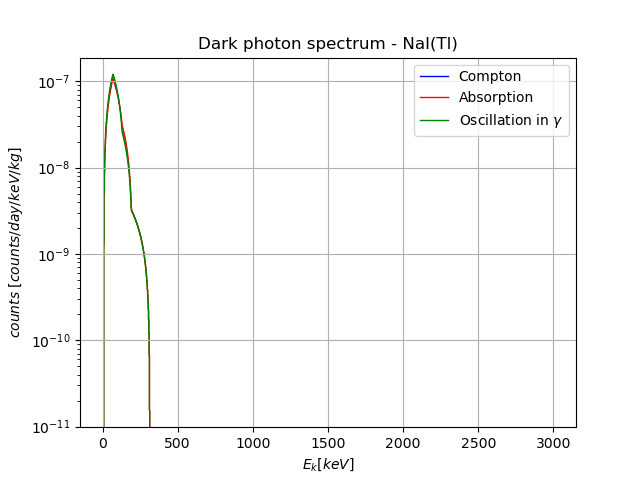 Dark photon spectrum - NaI(Tl)
counts [counts/day/keV/kg]
10⁻⁷
10⁻⁸
10⁻⁹
10⁻¹⁰
10⁻¹¹
Compton
Absorption
Oscillation in γ
0 500 1000 1500 2000 2500 3000
Eₖ[keV]